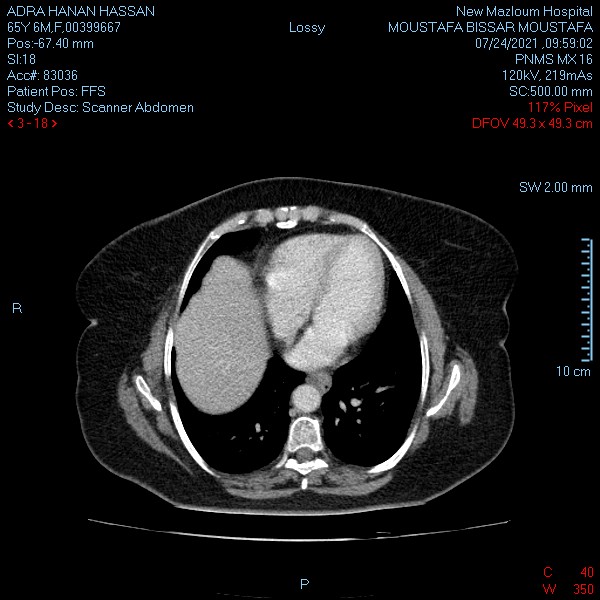 ADRA HANAN HASSAN
65Y 6M,F,00399667
Pos:-67.40 mm
SI:18
Acc#: 83036
Patient Pos: FFS
Study Desc: Scanner Abdomen
< 3 - 18 >
Lossy
New Mazloum Hospital
MOUSTAFA BISSAR MOUSTAFA
07/24/2021 ,09:59:02
PNMS MX 16
120kV, 219mAs
SC:500.00 mm
117% Pixel
DFOV 49.3 x 49.3 cm
SW 2.00 mm
R
10 cm
P
C 40
W 350